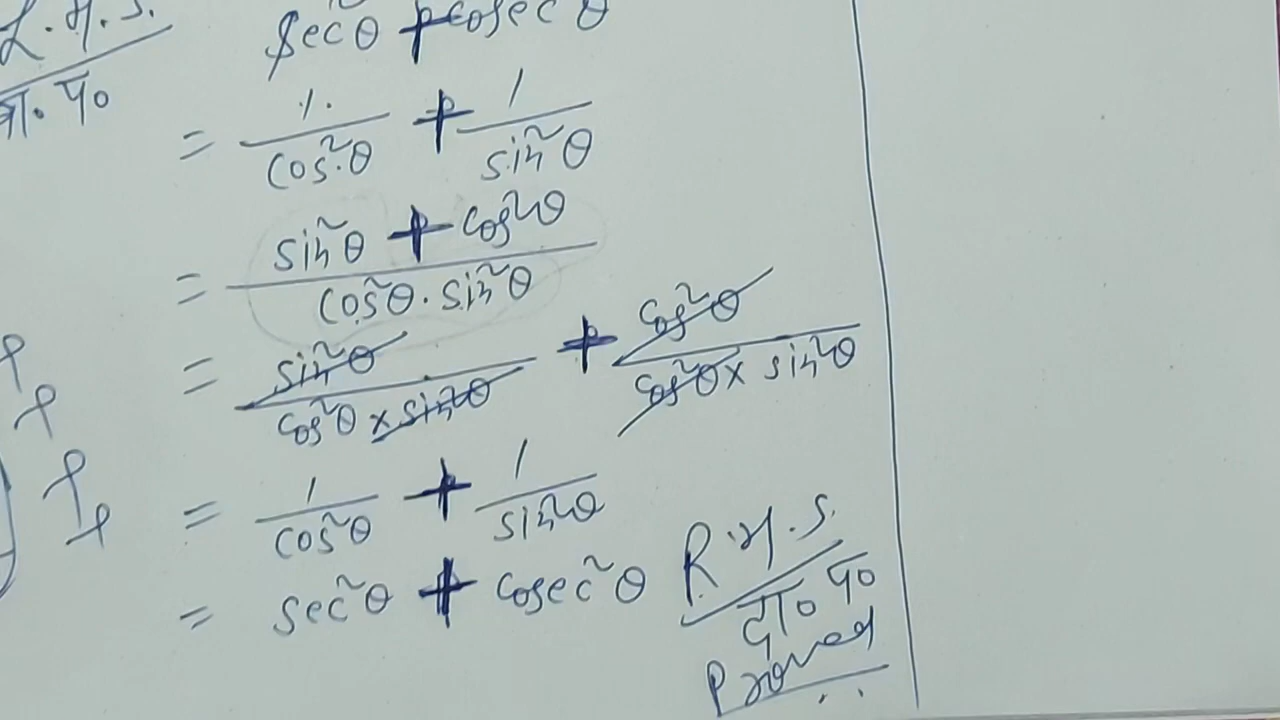 L.H.S. sec²θ + cosec²θ
बा० प०
= 1/cos²θ + 1/sin²θ
= (sin²θ + cos²θ)/(cos²θ · sin²θ)
= sin²θ/(cos²θ × sin²θ) + cos²θ/(cos²θ × sin²θ)
= 1/cos²θ + 1/sin²θ
= sec²θ + cosec²θ R.H.S.
दा० प०
Proved